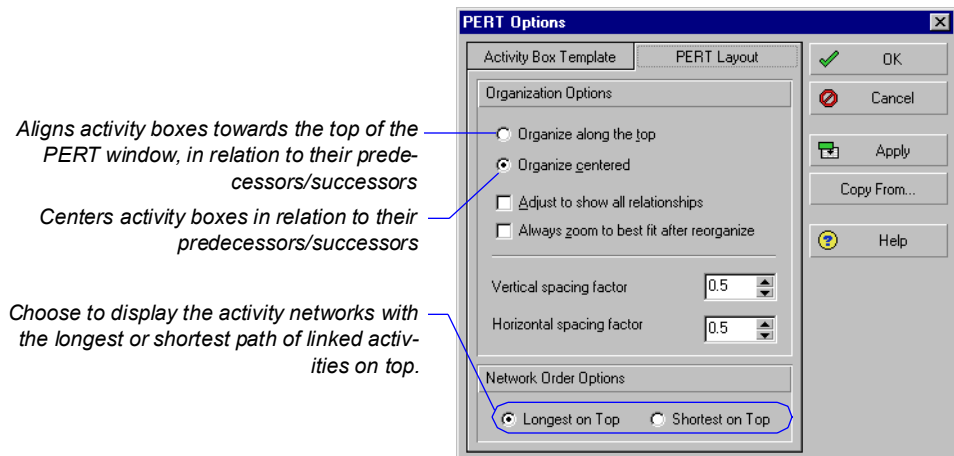 PERT Options
Activity Box Template
PERT Layout
OK
Organization Options
Cancel
Aligns activity boxes towards the top of the
PERT window, in relation to their prede-
cessors/successors
Organize along the top
Apply
Organize centered
Copy From...
Centers activity boxes in relation to their
predecessors/successors
Adjust to show all relationships
Always zoom to best fit after reorganize
Help
Vertical spacing factor
0.5
Choose to display the activity networks with
the longest or shortest path of linked activ-
ities on top.
Horizontal spacing factor
0.5
Network Order Options
Longest on Top
Shortest on Top